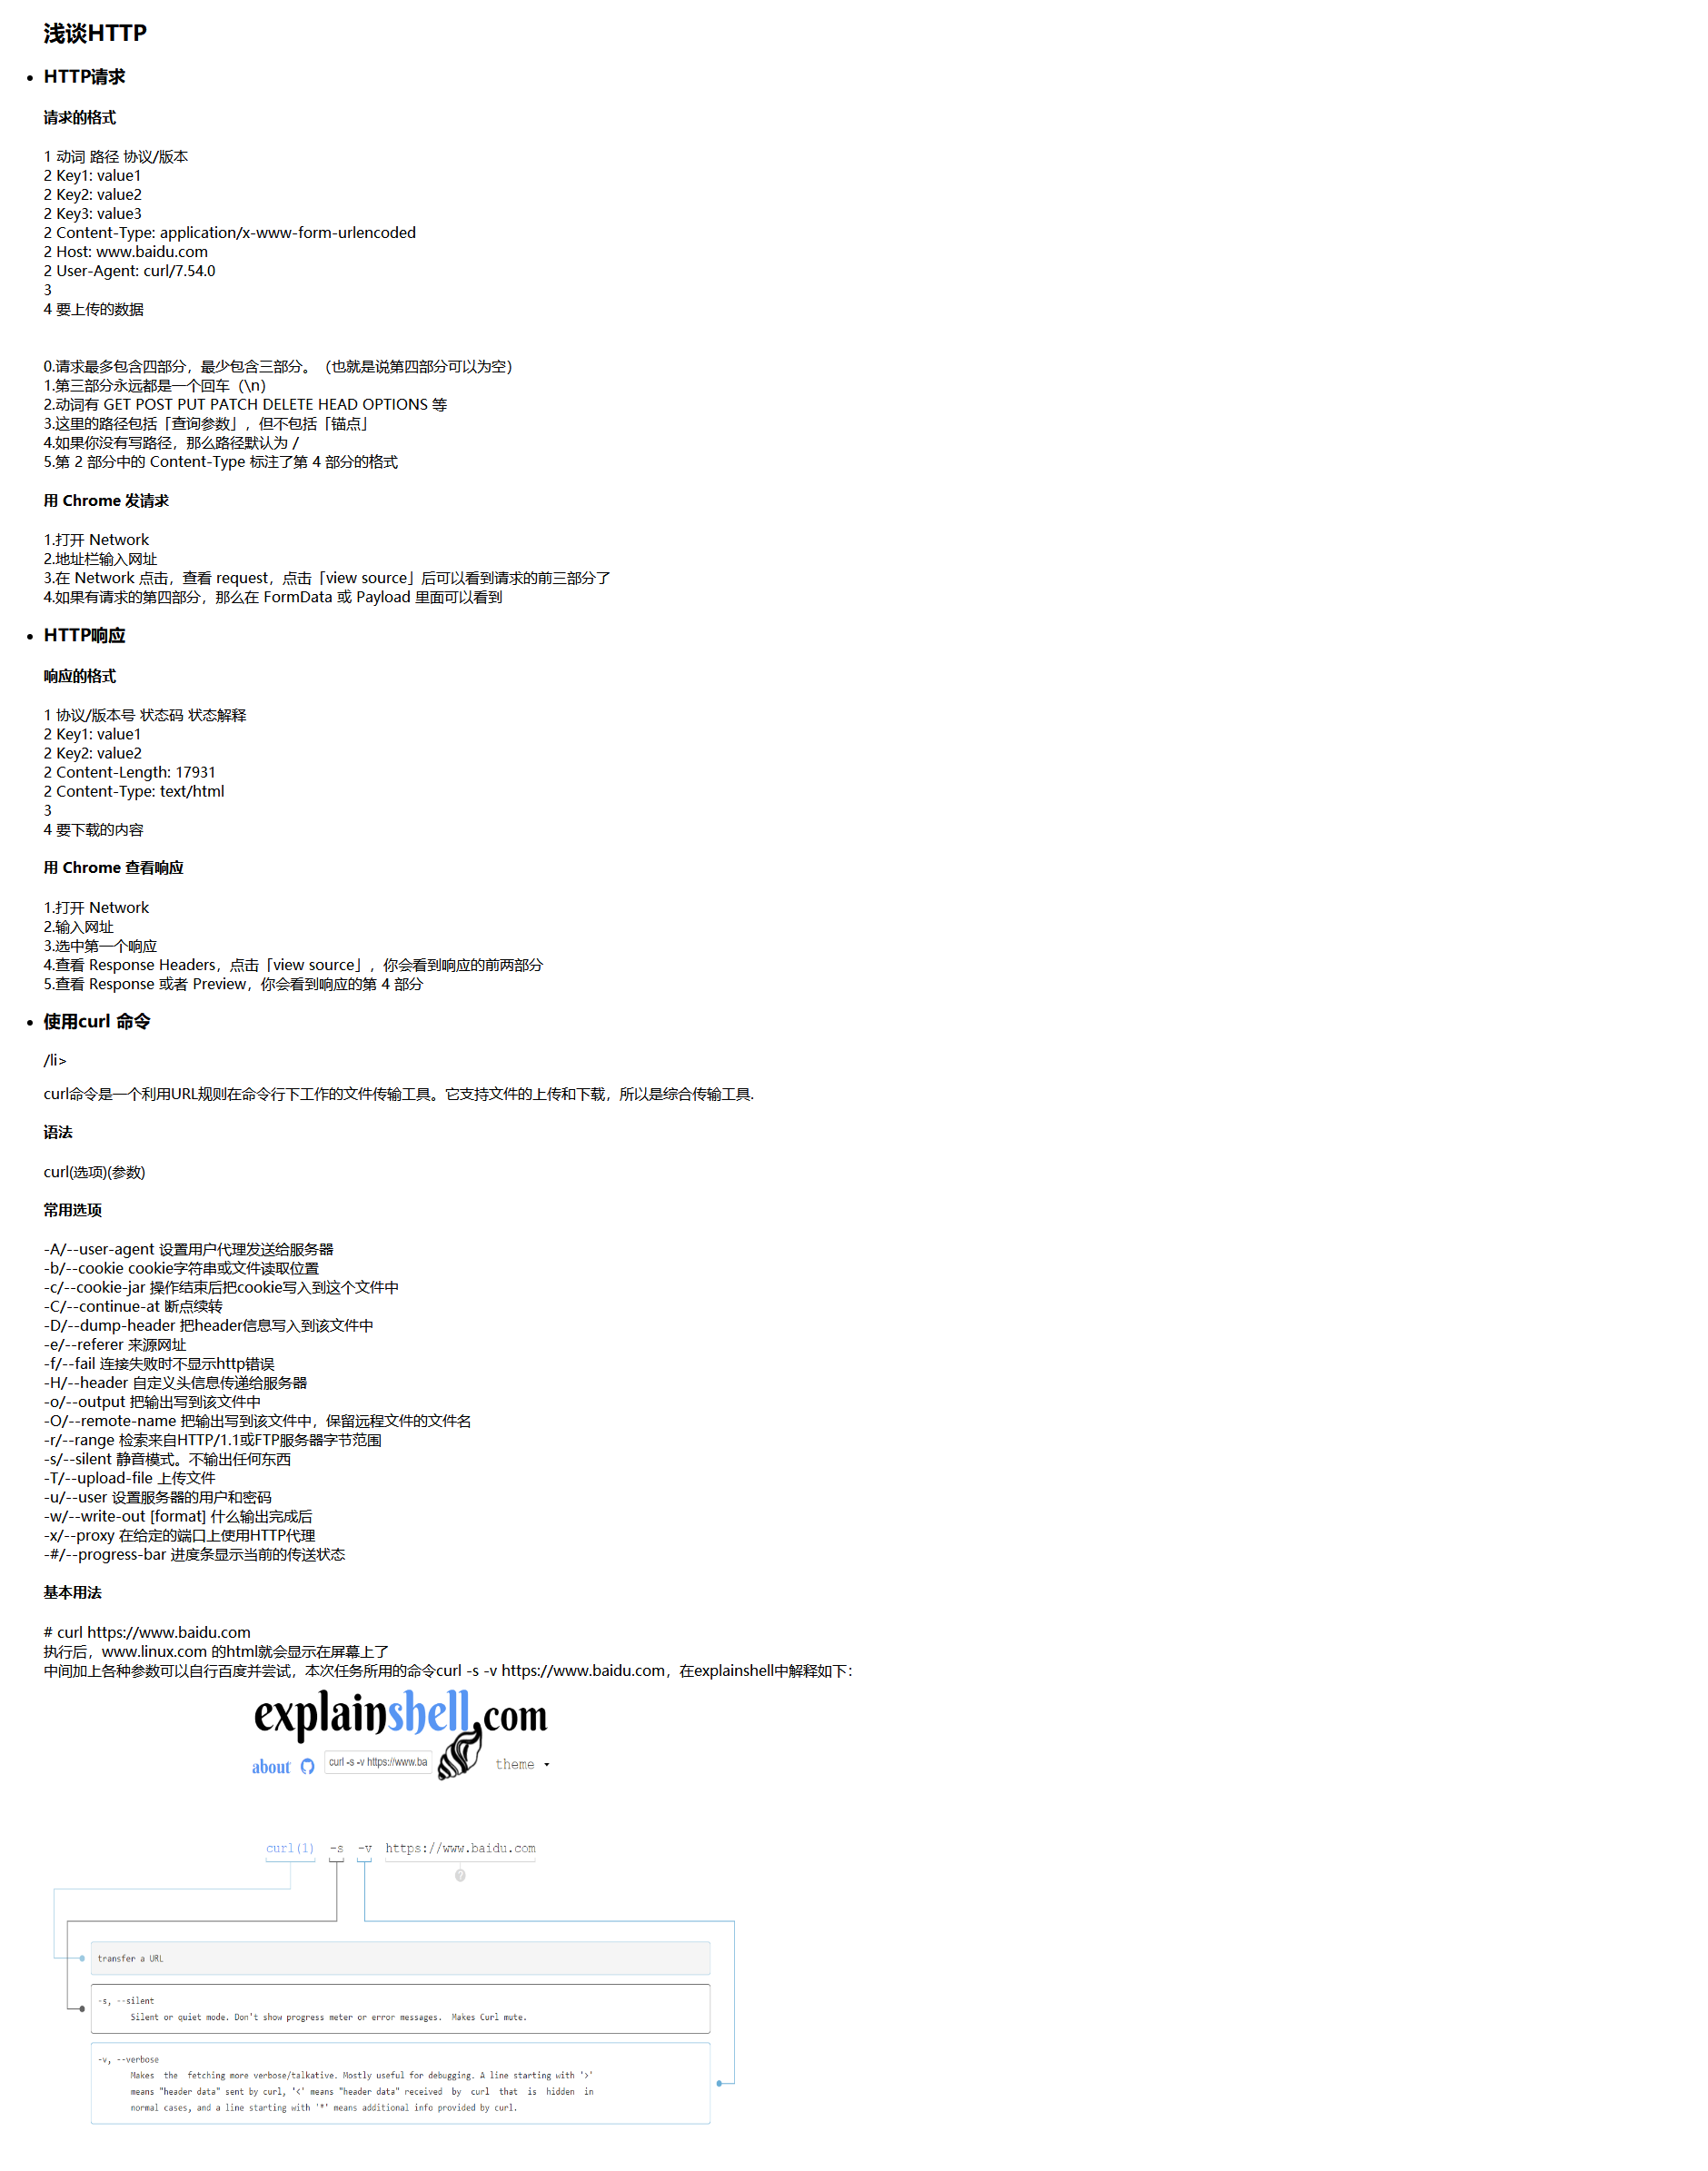 浅谈HTTP
HTTP请求
请求的格式
1 动词 路径 协议/版本
2 Key1: value1
2 Key2: value2
2 Key3: value3
2 Content-Type: application/x-www-form-urlencoded
2 Host: www.baidu.com
2 User-Agent: curl/7.54.0
3
4 要上传的数据
0.请求最多包含四部分，最少包含三部分。（也就是说第四部分可以为空）
1.第三部分永远都是一个回车（\n）
2.动词有 GET POST PUT PATCH DELETE HEAD OPTIONS 等
3.这里的路径包括「查询参数」，但不包括「锚点」
4.如果你没有写路径，那么路径默认为 /
5.第 2 部分中的 Content-Type 标注了第 4 部分的格式
用 Chrome 发请求
1.打开 Network
2.地址栏输入网址
3.在 Network 点击，查看 request，点击「view source」后可以看到请求的前三部分了
4.如果有请求的第四部分，那么在 FormData 或 Payload 里面可以看到
HTTP响应
响应的格式
1 协议/版本号 状态码 状态解释
2 Key1: value1
2 Key2: value2
2 Content-Length: 17931
2 Content-Type: text/html
3
4 要下载的内容
用 Chrome 查看响应
1.打开 Network
2.输入网址
3.选中第一个响应
4.查看 Response Headers，点击「view source」，你会看到响应的前两部分
5.查看 Response 或者 Preview，你会看到响应的第 4 部分
使用curl 命令
/li>
curl命令是一个利用URL规则在命令行下工作的文件传输工具。它支持文件的上传和下载，所以是综合传输工具.
语法
curl(选项)(参数)
常用选项
-A/--user-agent 设置用户代理发送给服务器
-b/--cookie cookie字符串或文件读取位置
-c/--cookie-jar 操作结束后把cookie写入到这个文件中
-C/--continue-at 断点续转
-D/--dump-header 把header信息写入到该文件中
-e/--referer 来源网址
-f/--fail 连接失败时不显示http错误
-H/--header 自定义头信息传递给服务器
-o/--output 把输出写到该文件中
-O/--remote-name 把输出写到该文件中，保留远程文件的文件名
-r/--range 检索来自HTTP/1.1或FTP服务器字节范围
-s/--silent 静音模式。不输出任何东西
-T/--upload-file 上传文件
-u/--user 设置服务器的用户和密码
-w/--write-out [format] 什么输出完成后
-x/--proxy 在给定的端口上使用HTTP代理
-#/--progress-bar 进度条显示当前的传送状态
基本用法
# curl https://www.baidu.com
执行后，www.linux.com 的html就会显示在屏幕上了
中间加上各种参数可以自行百度并尝试，本次任务所用的命令curl -s -v https://www.baidu.com，在explainshell中解释如下：
explainshell.com
about curl -s -v https://www.ba theme
curl(1) -s -v https://www.baidu.com
?
transfer a URL
-s, --silent
Silent or quiet mode. Don't show progress meter or error messages. Makes Curl mute.
-v, --verbose
Makes the fetching more verbose/talkative. Mostly useful for debugging. A line starting with '>'
means "header data" sent by curl, '<' means "header data" received by curl that is hidden in
normal cases, and a line starting with '*' means additional info provided by curl.